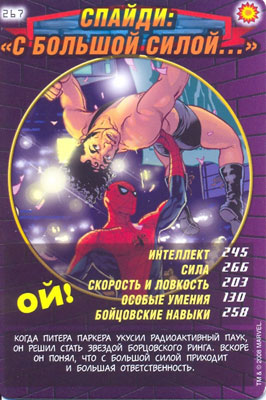 267
СПАЙДИ:
«С БОЛЬШОЙ СИЛОЙ...»
ИНТЕЛЛЕКТ 245
СИЛА 266
СКОРОСТЬ И ЛОВКОСТЬ 203
ОСОБЫЕ УМЕНИЯ 130
БОЙЦОВСКИЕ НАВЫКИ 258
ОЙ!
КОГДА ПИТЕРА ПАРКЕРА УКУСИЛ РАДИОАКТИВНЫЙ ПАУК,
ОН РЕШИЛ СТАТЬ ЗВЕЗДОЙ БОРЦОВСКОГО РИНГА. ВСКОРЕ
ОН ПОНЯЛ, ЧТО С БОЛЬШОЙ СИЛОЙ ПРИХОДИТ
И БОЛЬШАЯ ОТВЕТСТВЕННОСТЬ.
TM & © 2008 MARVEL